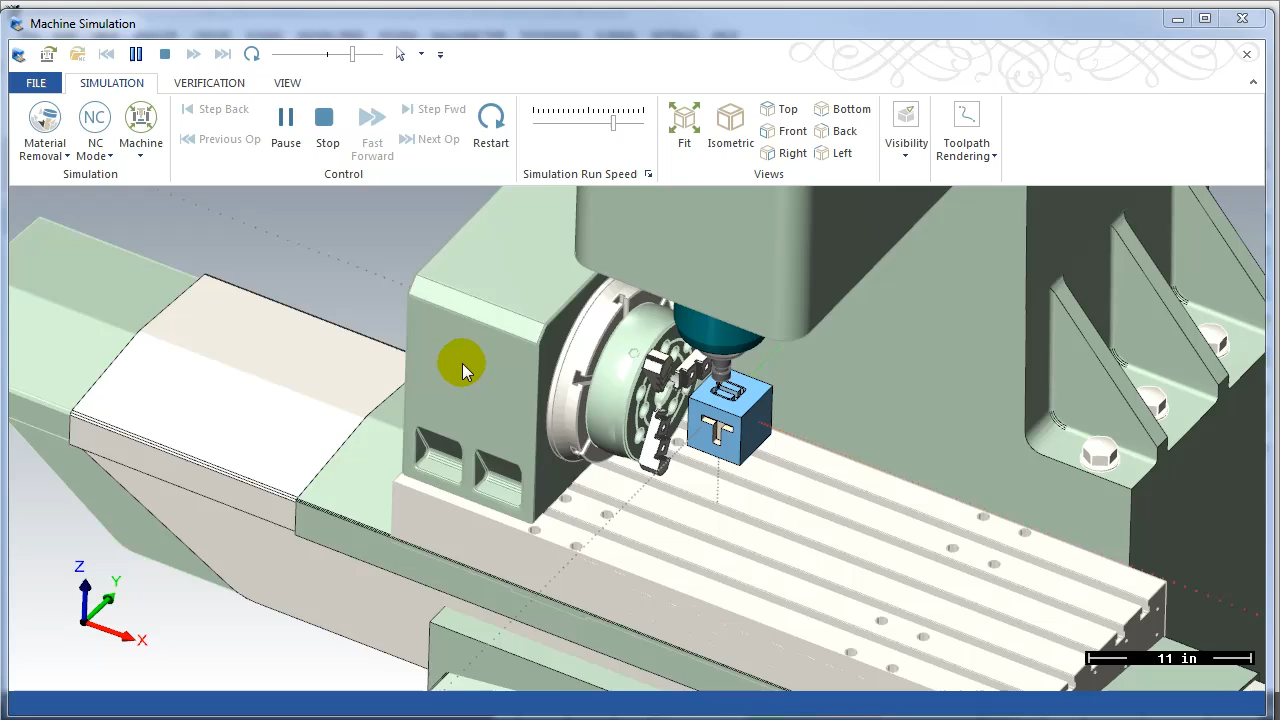 Machine Simulation
FILE SIMULATION VERIFICATION VIEW
Step Back Step Fwd Top Bottom
Previous Op Next Op Front Back
Right Left
Material Removal
NC Mode
Machine
Pause
Stop
Fast Forward
Restart
Fit
Isometric
Visibility
Toolpath Rendering
Simulation Control Simulation Run Speed Views
NC
T
Z
Y
X
11 in